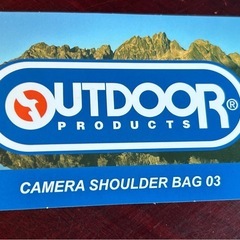 OUTDOOR®
PRODUCTS
CAMERA SHOULDER BAG 03